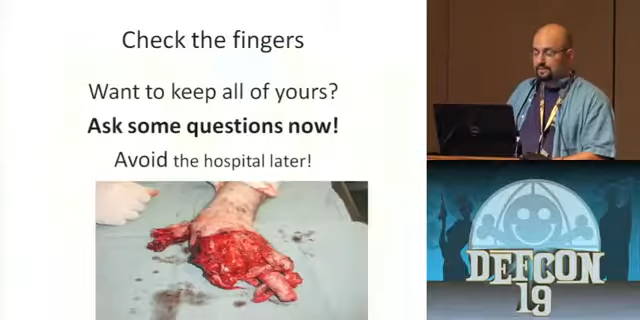 Check the fingers
Want to keep all of yours?
Ask some questions now!
Avoid the hospital later!
DEFCON
19